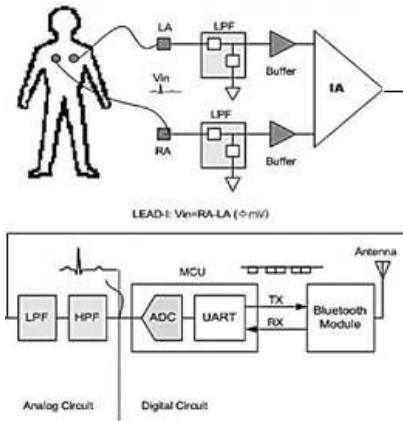 LA
LPF
Buffer
Vin
IA
RA
LPF
Buffer
LEAD-I: Vin=RA-LA (ΦmV)
Antenna
MCU
LPF
HPF
ADC
UART
TX
RX
Bluetooth
Module
Analog Circuit
Digital Circuit